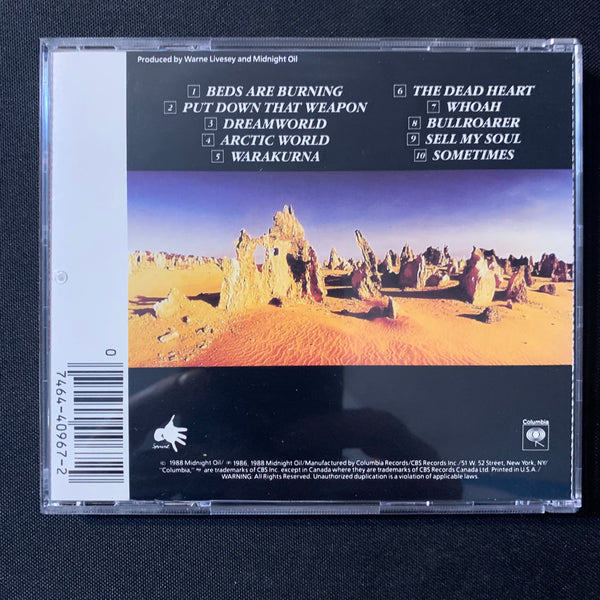 Produced by Warne Livesey and Midnight Oil
1 BEDS ARE BURNING
2 PUT DOWN THAT WEAPON
3 DREAMWORLD
4 ARCTIC WORLD
5 WARAKURNA
6 THE DEAD HEART
7 WHOAH
8 BULLROARER
9 SELL MY SOUL
10 SOMETIMES
0
7464-40967-2
Sprint
Columbia
© 1988 Midnight Oil/ ℗ 1986, 1988 Midnight Oil/Manufactured by Columbia Records/CBS Records Inc./51 W. 52 Street, New York, NY/
"Columbia," are trademarks of CBS Inc. except in Canada where they are trademarks of CBS Records Canada Ltd. Printed in U.S.A./
WARNING: All Rights Reserved. Unauthorized duplication is a violation of applicable laws.